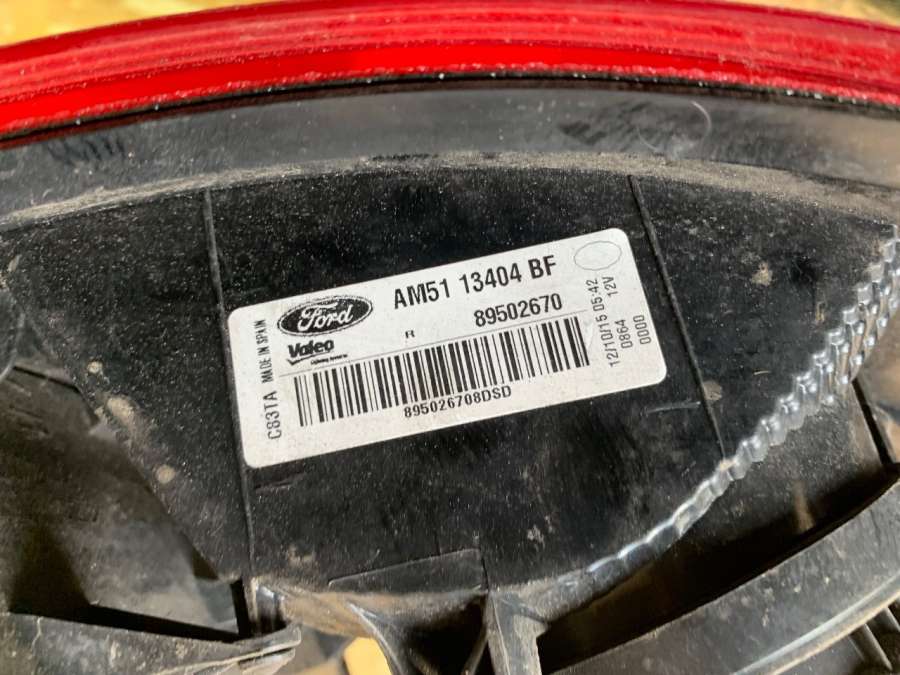 Ford
AM51 13404 BF
Valeo
R
89502670
895026708DSD
C83TA MADE IN SPAIN
12/10/15 05:42
0864 12V
0000